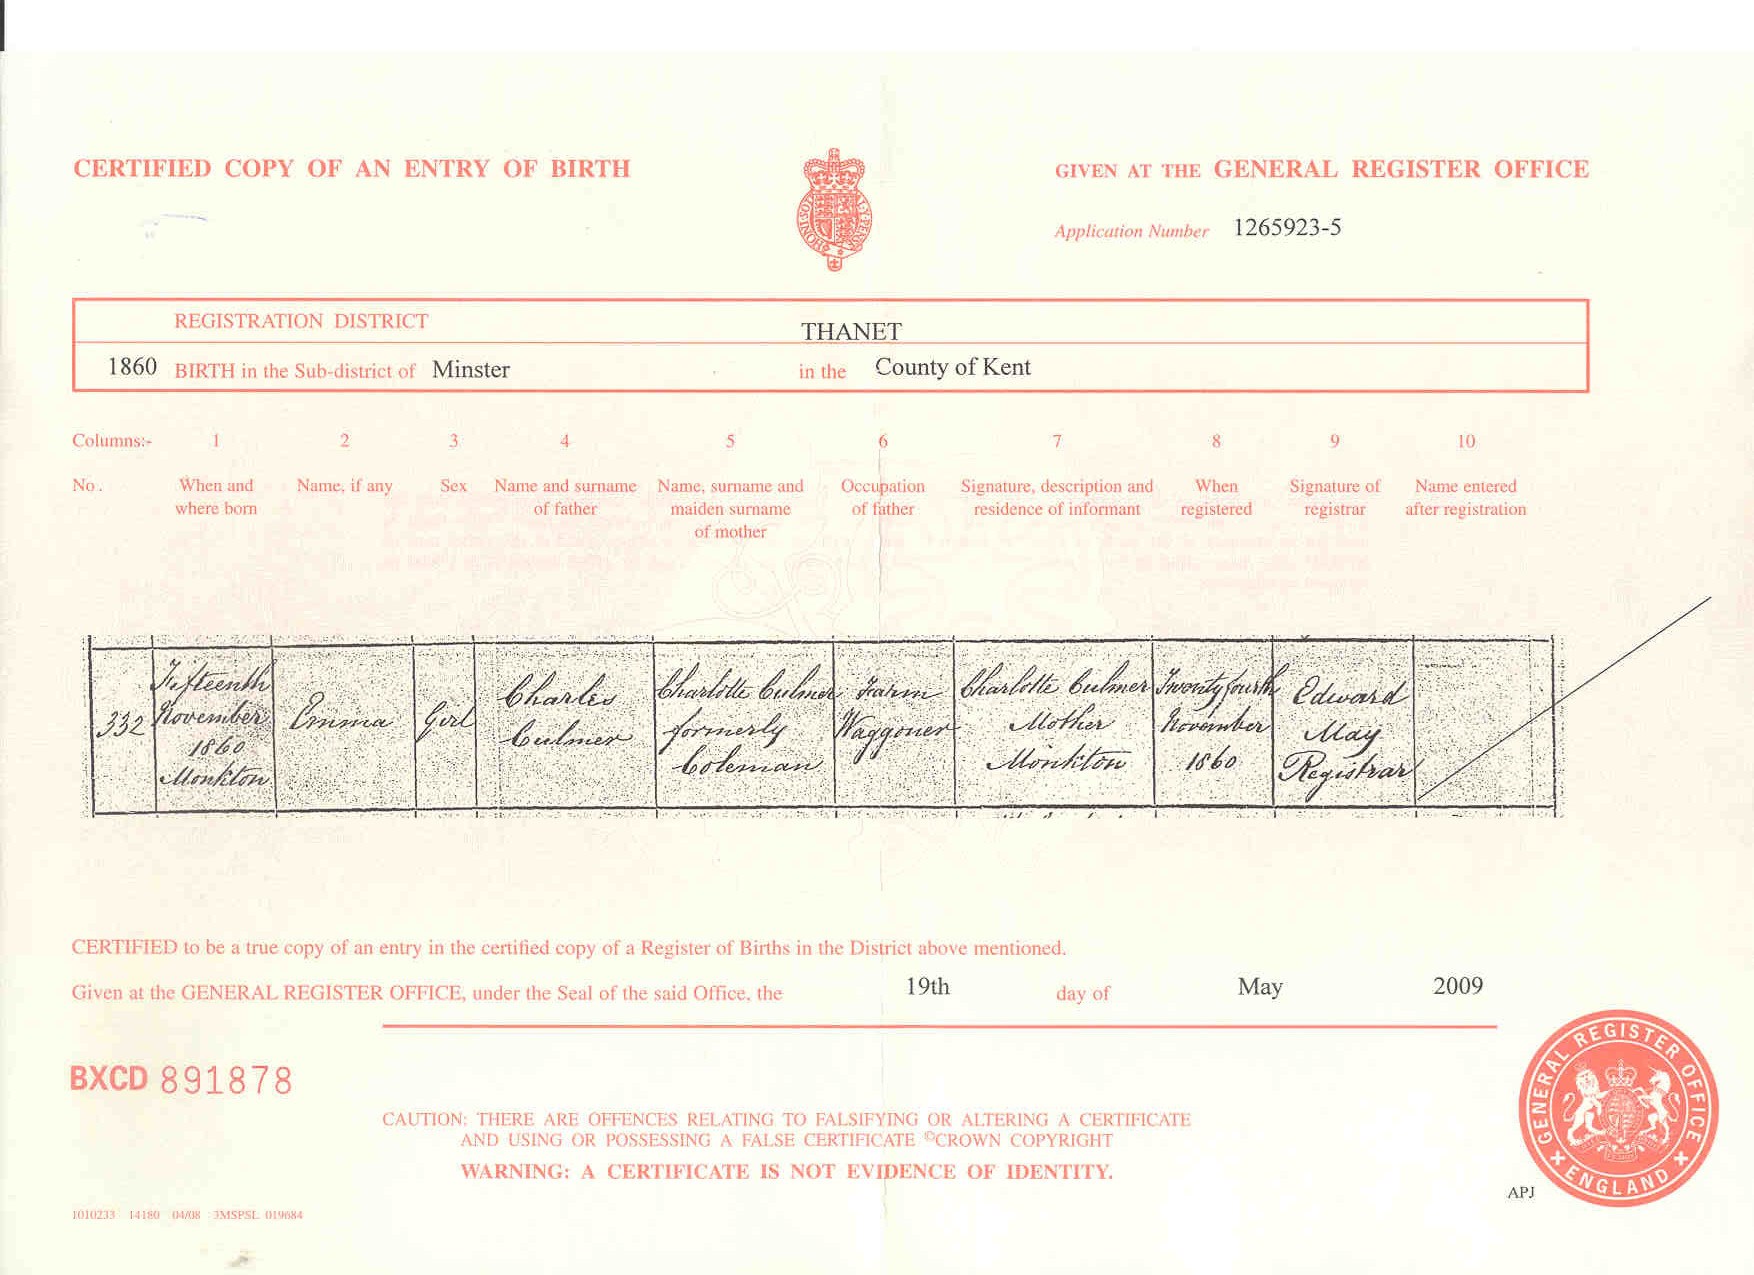 CERTIFIED COPY OF AN ENTRY OF BIRTH
GIVEN AT THE GENERAL REGISTER OFFICE
HONI SOIT MAL Y PENSE
Application Number 1265923-5
REGISTRATION DISTRICT THANET
1860 BIRTH in the Sub-district of Minster in the County of Kent
Columns:- 1 2 3 4 5 6 7 8 9 10
No. When and where born
Name, if any
Sex
Name and surname of father
Name, surname and maiden surname of mother
Occupation of father
Signature, description and residence of informant
When registered
Signature of registrar
Name entered after registration
332
Fifteenth
November
1860
Monkton
Emma
Girl
Charles
Culmer
Charlotte Culmer
formerly
Coleman
Farm
Waggoner
Charlotte Culmer
Mother
Monkton
Twenty fourth
November
1860
Edward
May
Registrar
CERTIFIED to be a true copy of an entry in the certified copy of a Register of Births in the District above mentioned.
Given at the GENERAL REGISTER OFFICE, under the Seal of the said Office, the 19th day of May 2009
BXCD 891878
CAUTION: THERE ARE OFFENCES RELATING TO FALSIFYING OR ALTERING A CERTIFICATE
AND USING OR POSSESSING A FALSE CERTIFICATE ©CROWN COPYRIGHT
WARNING: A CERTIFICATE IS NOT EVIDENCE OF IDENTITY.
GENERAL REGISTER OFFICE
ENGLAND
APJ
1010233 14180 04/08 3MSPSL 019684